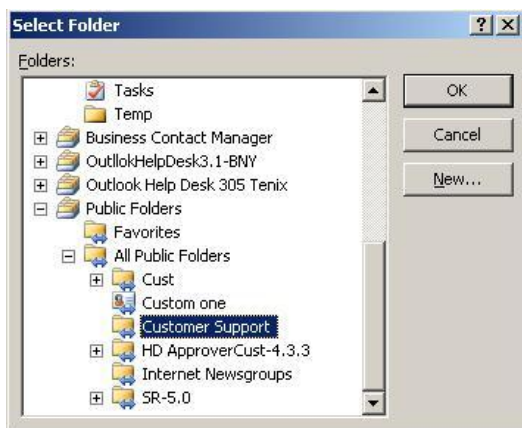 Select Folder
Folders:
Tasks
Temp
Business Contact Manager
OutllokHelpDesk3.1-BNY
Outlook Help Desk 305 Tenix
Public Folders
Favorites
All Public Folders
Cust
Custom one
Customer Support
HD ApproverCust-4.3.3
Internet Newsgroups
SR-5.0
OK
Cancel
New...